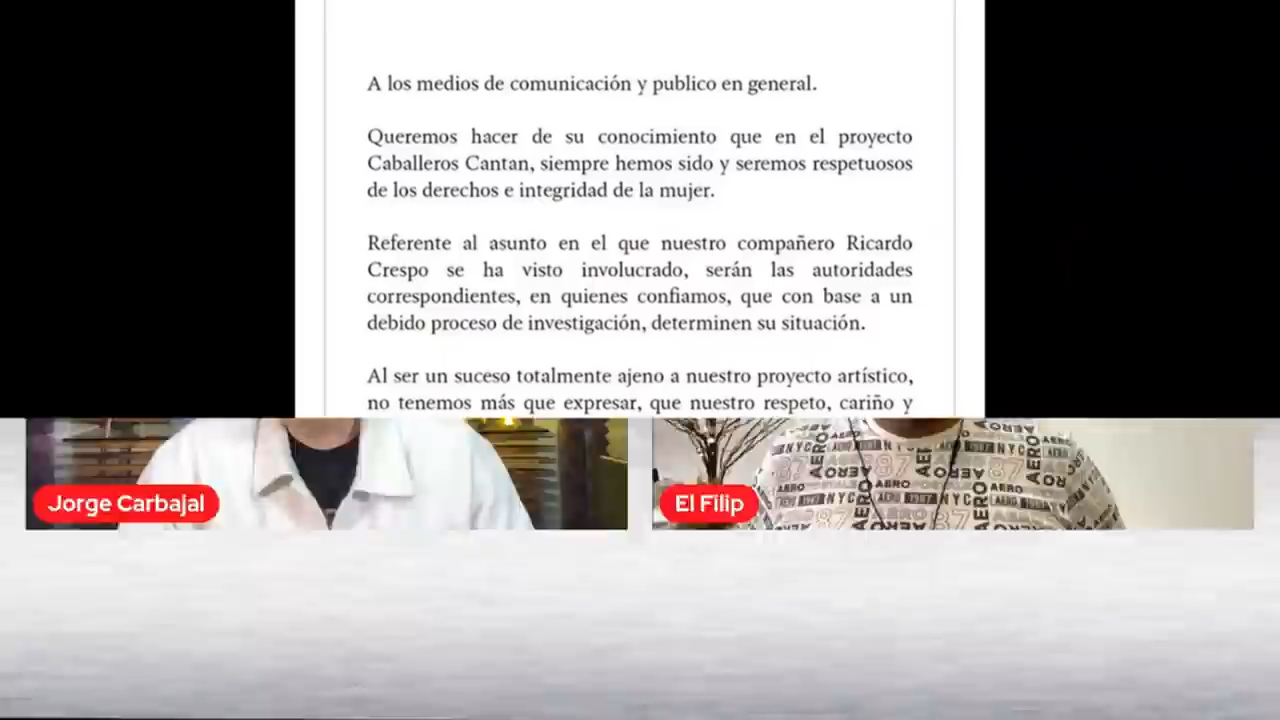 A los medios de comunicación y publico en general.
Queremos hacer de su conocimiento que en el proyecto
Caballeros Cantan, siempre hemos sido y seremos respetuosos
de los derechos e integridad de la mujer.
Referente al asunto en el que nuestro compañero Ricardo
Crespo se ha visto involucrado, serán las autoridades
correspondientes, en quienes confiamos, que con base a un
debido proceso de investigación, determinen su situación.
Al ser un suceso totalmente ajeno a nuestro proyecto artístico,
no tenemos más que expresar, que nuestro respeto, cariño y
Jorge Carbajal
El Filip